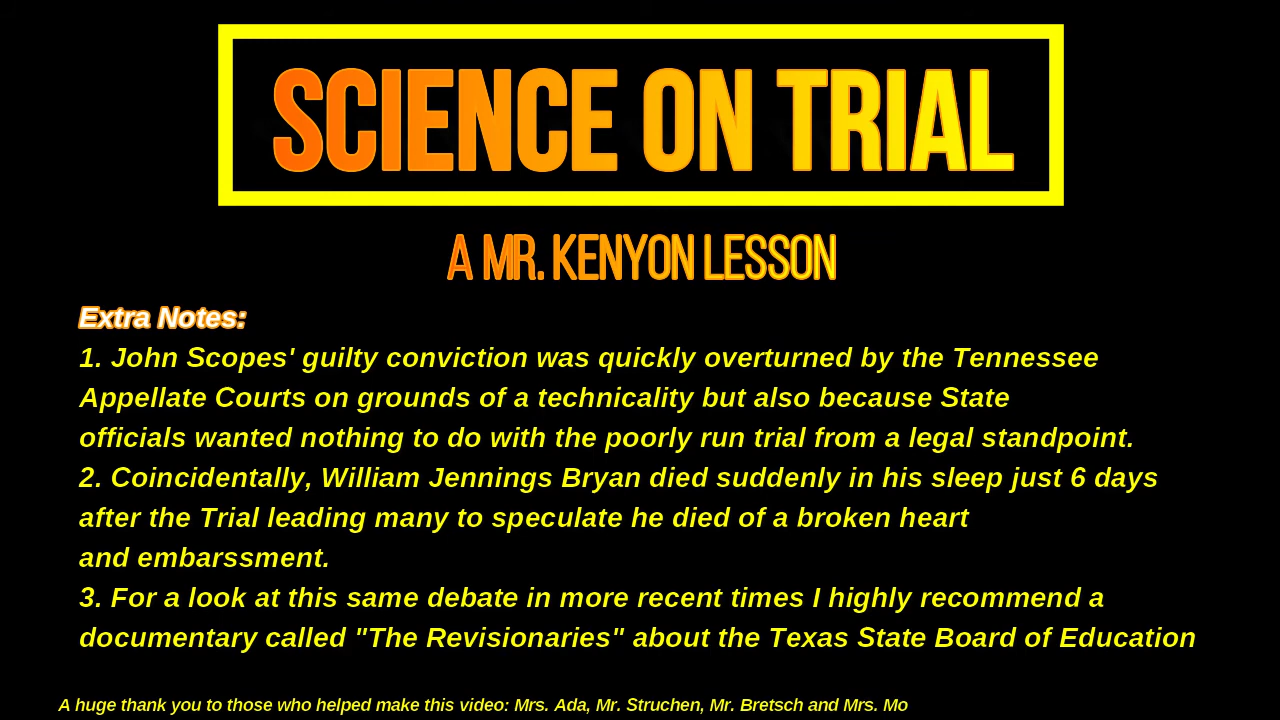 SCIENCE ON TRIAL
A MR. KENYON LESSON
Extra Notes:
1. John Scopes' guilty conviction was quickly overturned by the Tennessee
Appellate Courts on grounds of a technicality but also because State
officials wanted nothing to do with the poorly run trial from a legal standpoint.
2. Coincidentally, William Jennings Bryan died suddenly in his sleep just 6 days
after the Trial leading many to speculate he died of a broken heart
and embarssment.
3. For a look at this same debate in more recent times I highly recommend a
documentary called "The Revisionaries" about the Texas State Board of Education
A huge thank you to those who helped make this video: Mrs. Ada, Mr. Struchen, Mr. Bretsch and Mrs. Mo